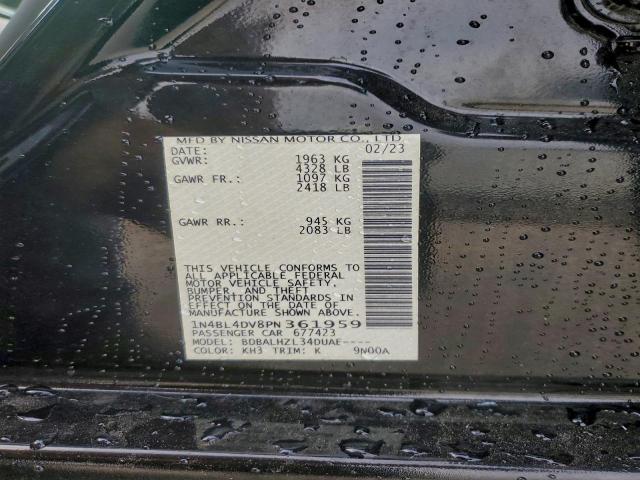 MFD BY NISSAN MOTOR CO., LTD.
DATE: 02/23
GVWR: 1963 KG
4328 LB
GAWR FR.: 1097 KG
2418 LB
GAWR RR.: 945 KG
2083 LB
THIS VEHICLE CONFORMS TO
ALL APPLICABLE FEDERAL
MOTOR VEHICLE SAFETY,
BUMPER, AND THEFT
PREVENTION STANDARDS IN
EFFECT ON THE DATE OF
MANUFACTURE SHOWN ABOVE.
1N4BL4DV8PN361959
PASSENGER CAR 677423
MODEL: BDBALHZL34DUAE----
COLOR: KH3 TRIM: K 9N00A